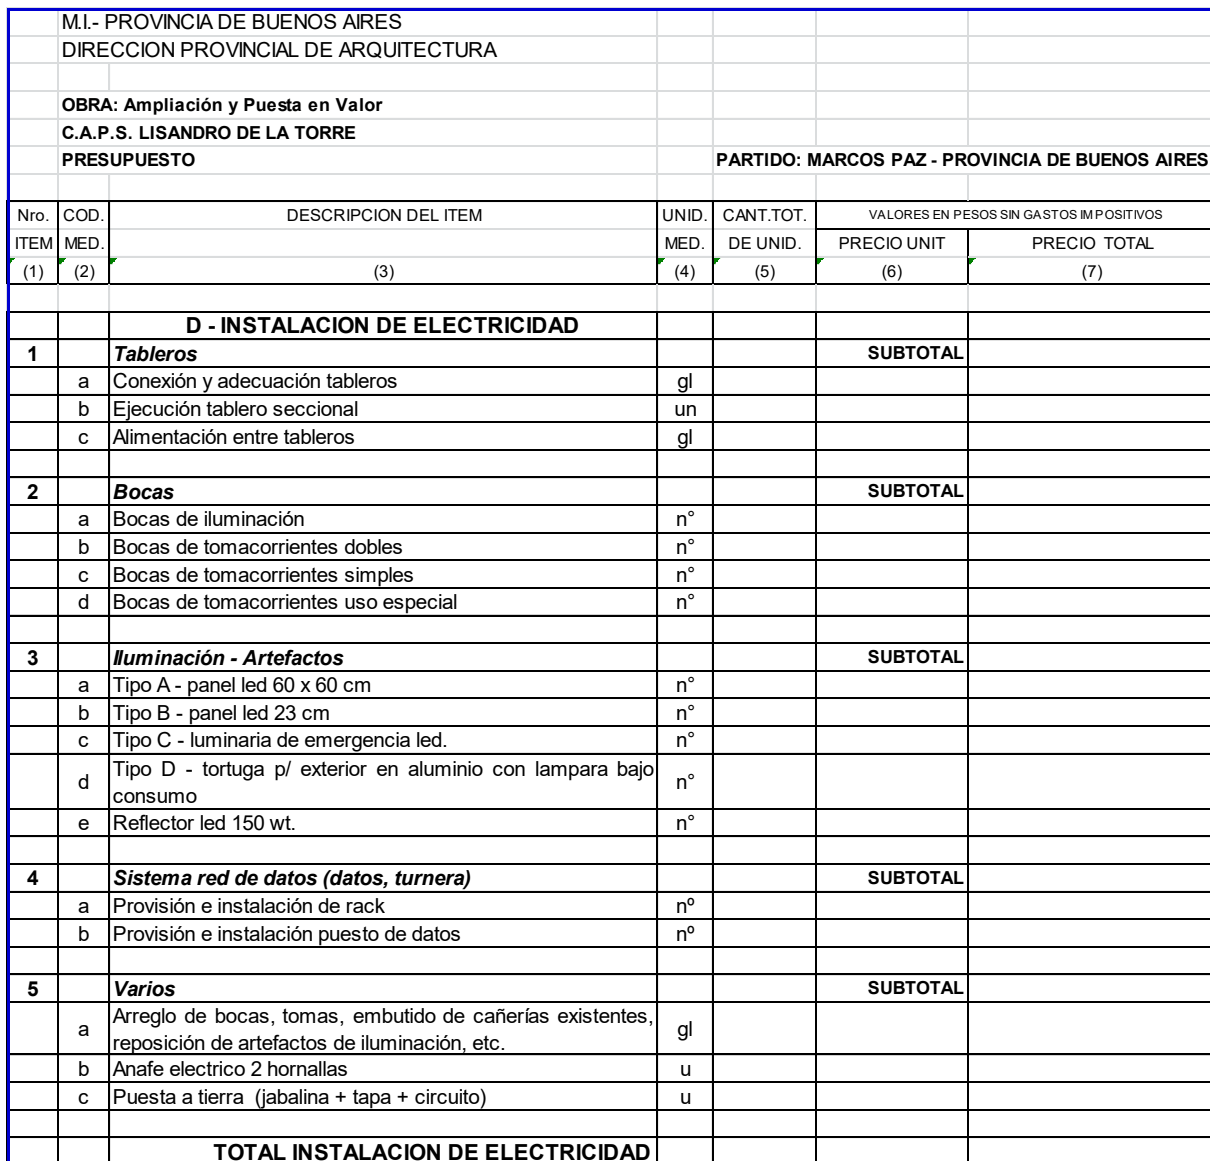 M.I.- PROVINCIA DE BUENOS AIRES
DIRECCION PROVINCIAL DE ARQUITECTURA
OBRA: Ampliación y Puesta en Valor
C.A.P.S. LISANDRO DE LA TORRE
PRESUPUESTO PARTIDO: MARCOS PAZ - PROVINCIA DE BUENOS AIRES
Nro. COD. DESCRIPCION DEL ITEM UNID. CANT.TOT. VALORES EN PESOS SIN GASTOS IMPOSITIVOS
ITEM MED. MED. DE UNID. PRECIO UNIT PRECIO TOTAL
(1) (2) (3) (4) (5) (6) (7)
D - INSTALACION DE ELECTRICIDAD
1 Tableros SUBTOTAL
a Conexión y adecuación tableros gl
b Ejecución tablero seccional un
c Alimentación entre tableros gl
2 Bocas SUBTOTAL
a Bocas de iluminación n°
b Bocas de tomacorrientes dobles n°
c Bocas de tomacorrientes simples n°
d Bocas de tomacorrientes uso especial n°
3 Iluminación - Artefactos SUBTOTAL
a Tipo A - panel led 60 x 60 cm n°
b Tipo B - panel led 23 cm n°
c Tipo C - luminaria de emergencia led. n°
d Tipo D - tortuga p/ exterior en aluminio con lampara bajo n°
consumo
e Reflector led 150 wt. n°
4 Sistema red de datos (datos, turnera) SUBTOTAL
a Provisión e instalación de rack nº
b Provisión e instalación puesto de datos nº
5 Varios SUBTOTAL
a Arreglo de bocas, tomas, embutido de cañerías existentes, gl
reposición de artefactos de iluminación, etc.
b Anafe electrico 2 hornallas u
c Puesta a tierra (jabalina + tapa + circuito) u
TOTAL INSTALACION DE ELECTRICIDAD